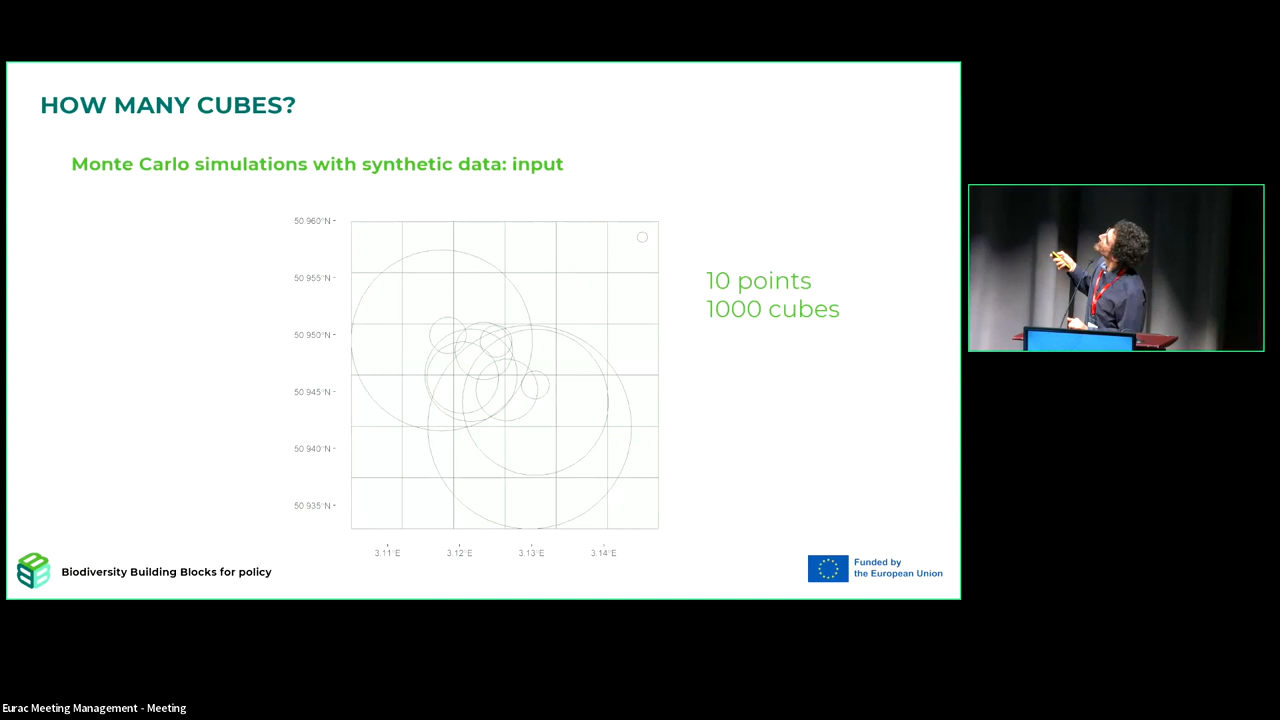 HOW MANY CUBES?
Monte Carlo simulations with synthetic data: input
50.960°N
50.955°N
50.950°N
50.945°N
50.940°N
50.935°N
3.11°E 3.12°E 3.13°E 3.14°E
10 points
1000 cubes
Biodiversity Building Blocks for policy
Funded by
the European Union
Eurac Meeting Management - Meeting